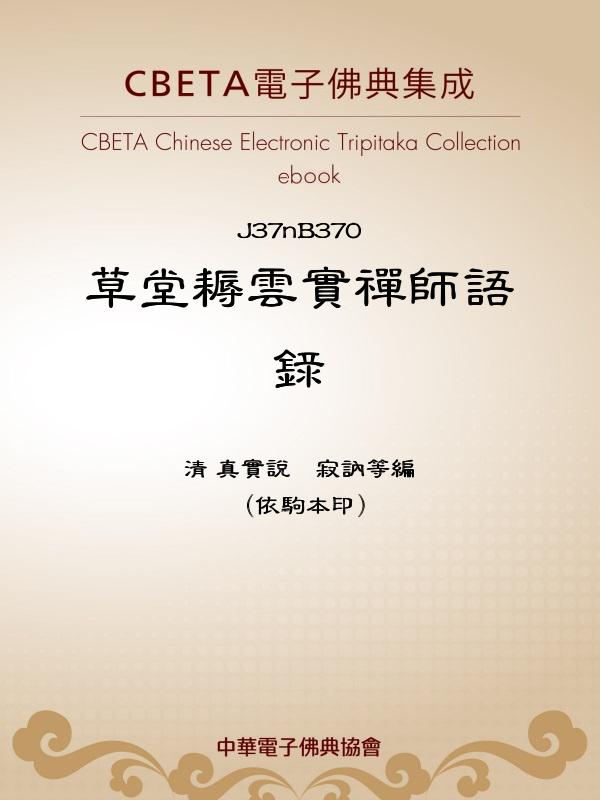 CBETA電子佛典集成
CBETA Chinese Electronic Tripitaka Collection
ebook
J37nB370
草堂耨雲實禪師語
錄
清 真實說　寂訥等編
(依駒本印)
中華電子佛典協會